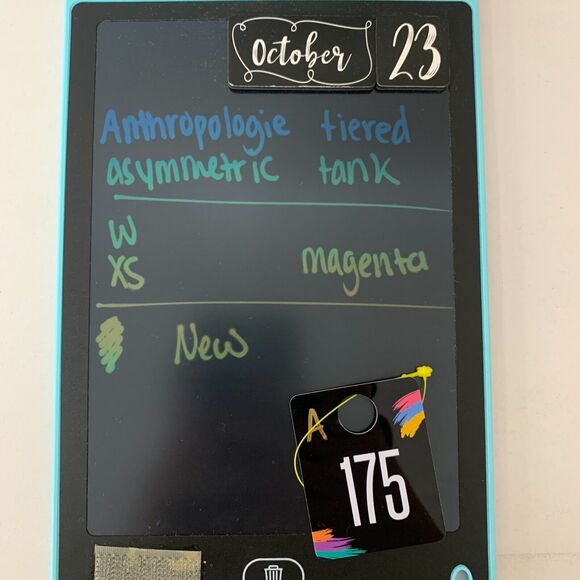 October 23
Anthropologie tiered
asymmetric tank
W
XS magenta
New
A
175